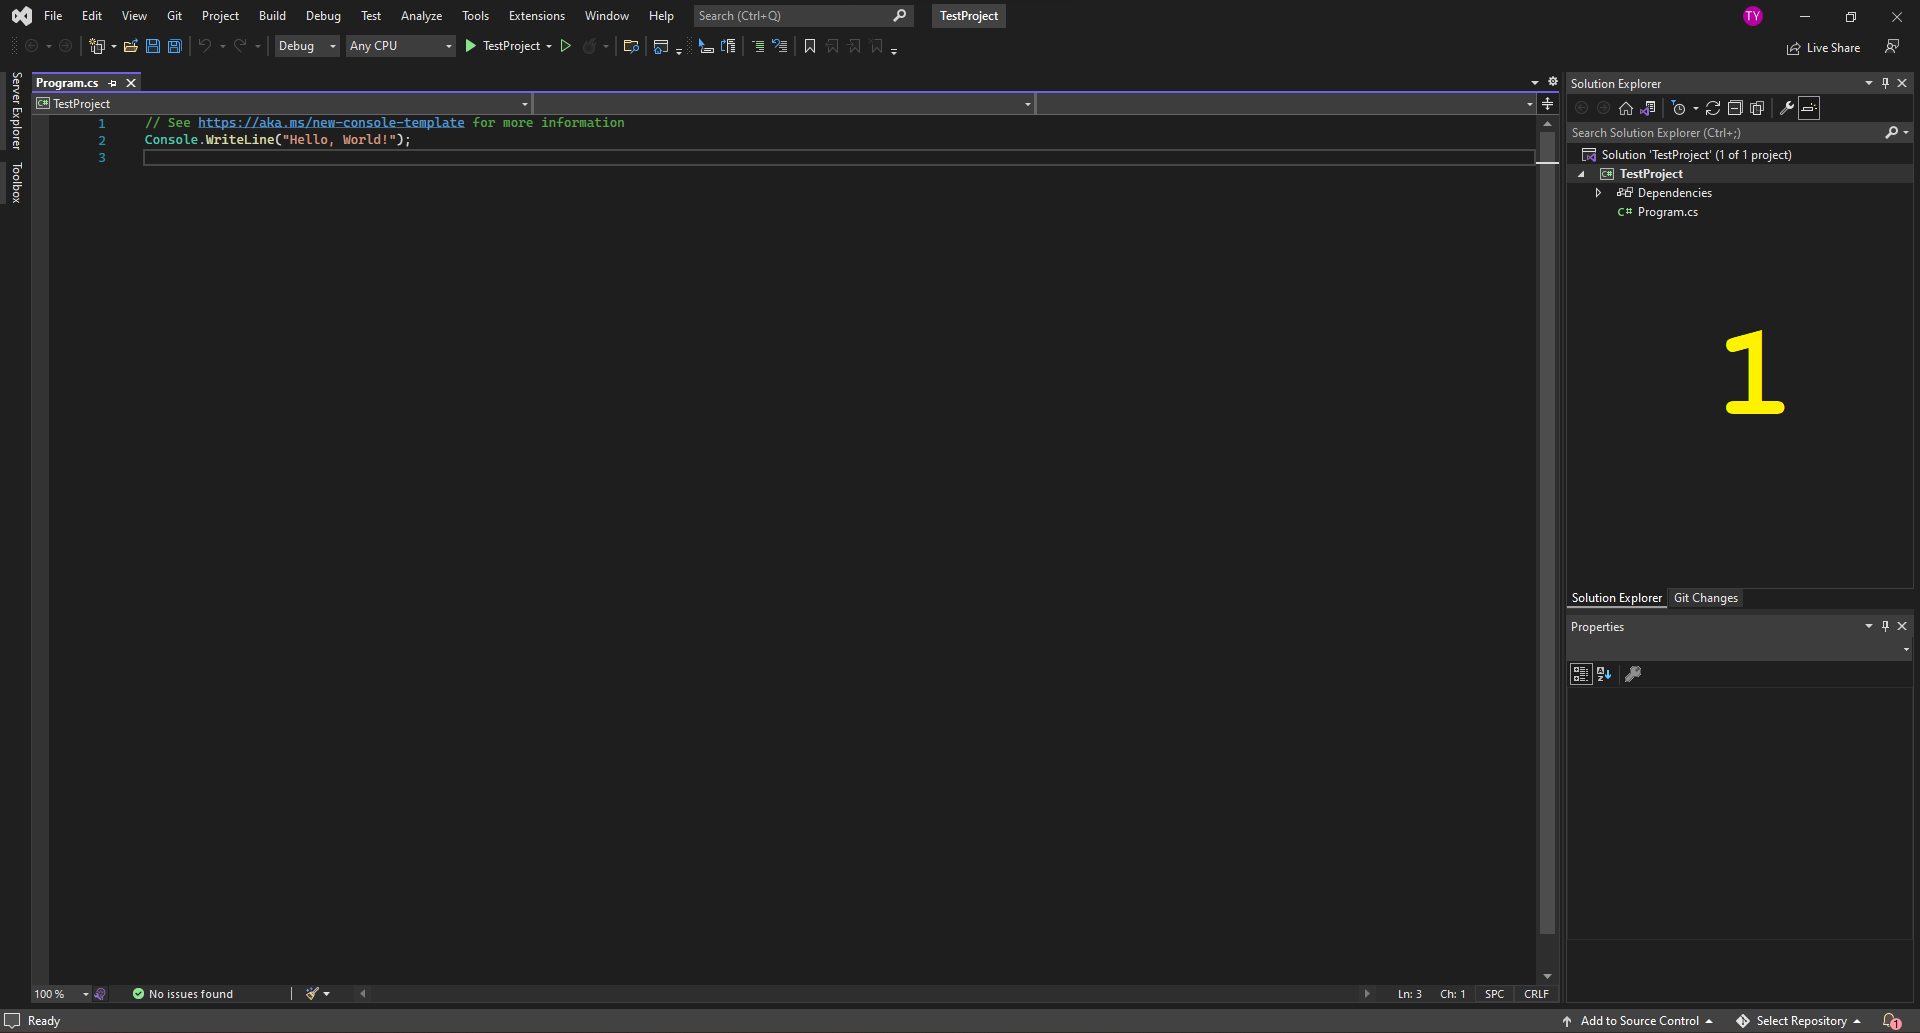 File Edit View Git Project Build Debug Test Analyze Tools Extensions Window Help Search (Ctrl+Q) TestProject TY
Debug Any CPU TestProject Live Share
Server Explorer
Toolbox
Program.cs
C# TestProject
1 // See https://aka.ms/new-console-template for more information
2 Console.WriteLine("Hello, World!");
3
100 % No issues found Ln: 3 Ch: 1 SPC CRLF
Solution Explorer
Search Solution Explorer (Ctrl+;)
Solution 'TestProject' (1 of 1 project)
C# TestProject
Dependencies
C# Program.cs
1
Solution Explorer Git Changes
Properties
Ready Add to Source Control Select Repository 1